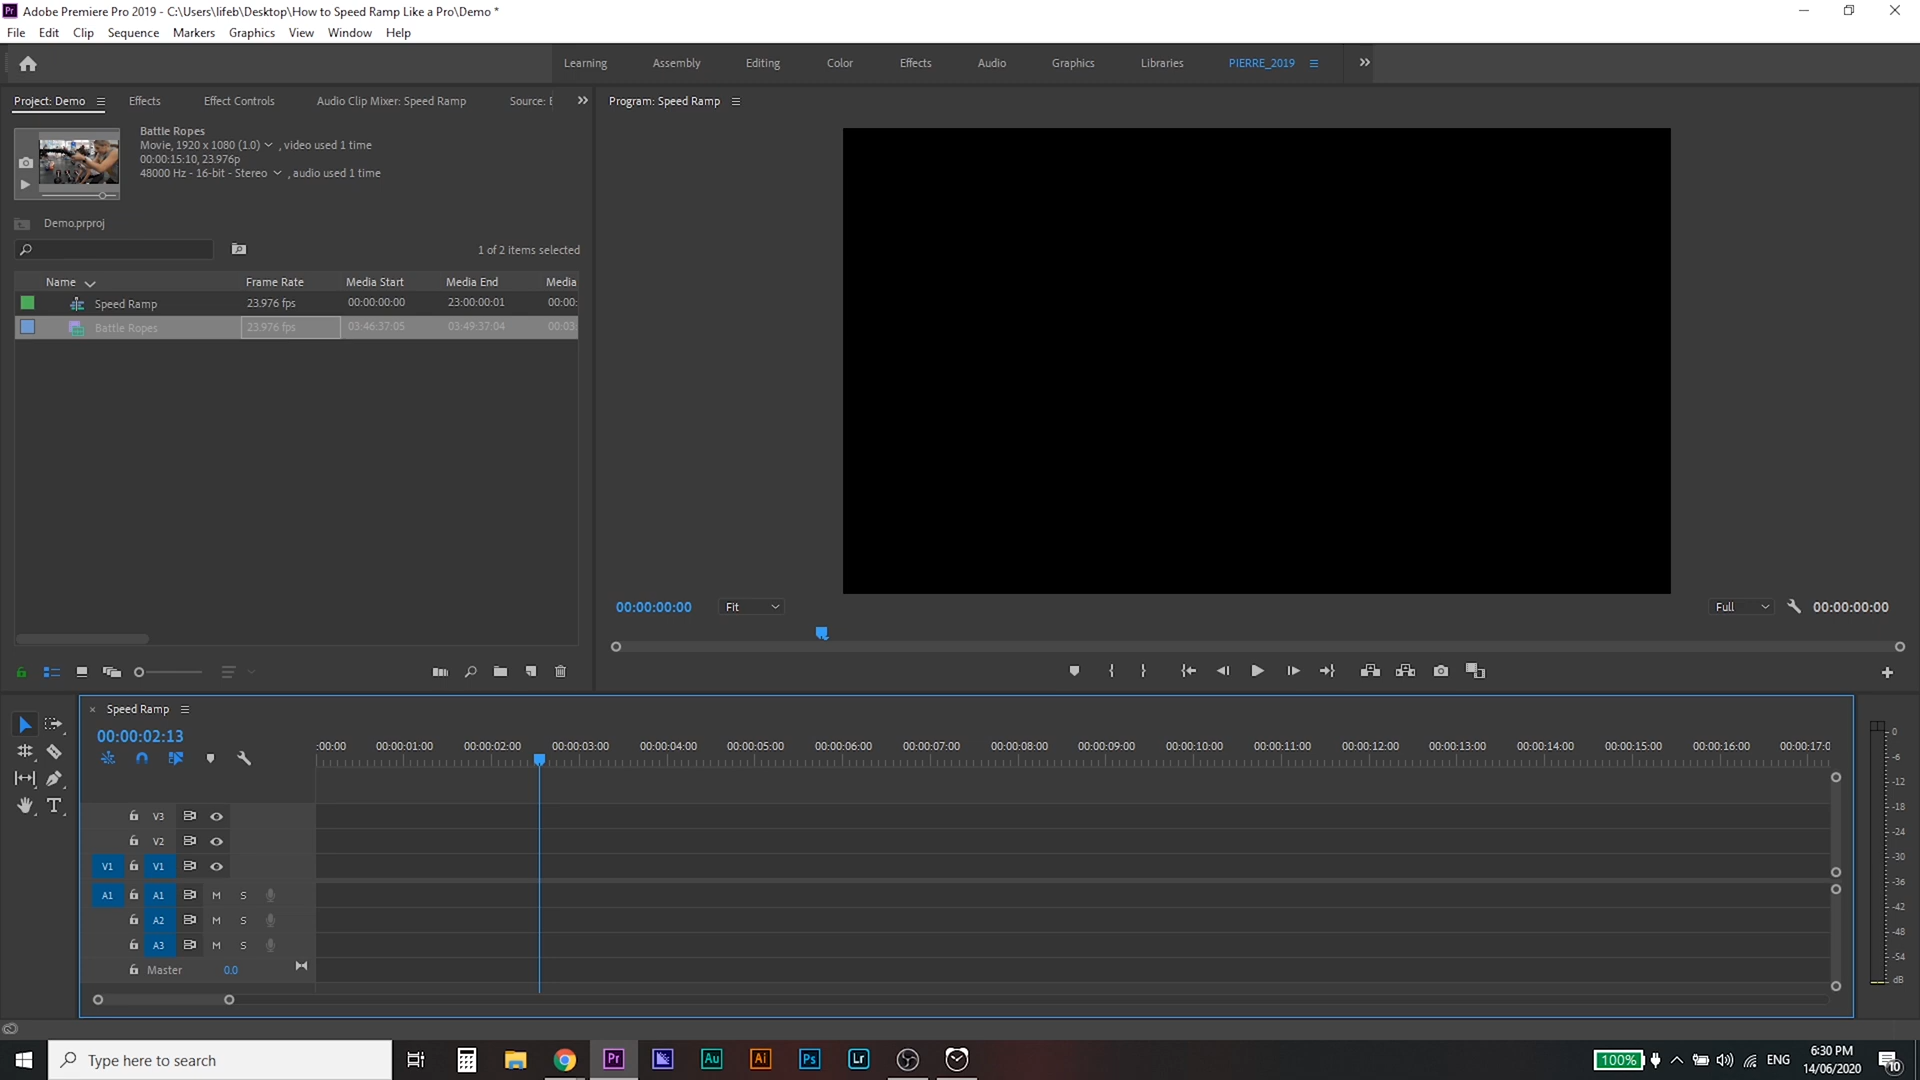 Adobe Premiere Pro 2019 - C:\Users\lifeb\Desktop\How to Speed Ramp Like a Pro\Demo *
File Edit Clip Sequence Markers Graphics View Window Help
Learning Assembly Editing Color Effects Audio Graphics Libraries PIERRE_2019
Project: Demo Effects Effect Controls Audio Clip Mixer: Speed Ramp Source: Program: Speed Ramp
Battle Ropes
Movie, 1920 x 1080 (1.0) , video used 1 time
00:00:15:10, 23.976p
48000 Hz - 16-bit - Stereo , audio used 1 time
Demo.prproj
1 of 2 items selected
Name Frame Rate Media Start Media End Media
Speed Ramp 23.976 fps 00:00:00:00 23:00:00:01 00:00:
Battle Ropes 23.976 fps 03:46:37:05 03:49:37:04 00:03
00:00:00:00 Fit Full 00:00:00:00
Speed Ramp
00:00:02:13
:00:00 00:00:01:00 00:00:02:00 00:00:03:00 00:00:04:00 00:00:05:00 00:00:06:00 00:00:07:00 00:00:08:00 00:00:09:00 00:00:10:00 00:00:11:00 00:00:12:00 00:00:13:00 00:00:14:00 00:00:15:00 00:00:16:00 00:00:17:0
V3
V2
V1 V1
A1 A1 M S
A2 M S
A3 M S
Master 0.0
0
-6
-12
-18
-24
-30
-36
-42
-48
-54
dB
Type here to search
Pr Au Ai Ps Lr
100% ENG
6:30 PM
14/06/2020
10